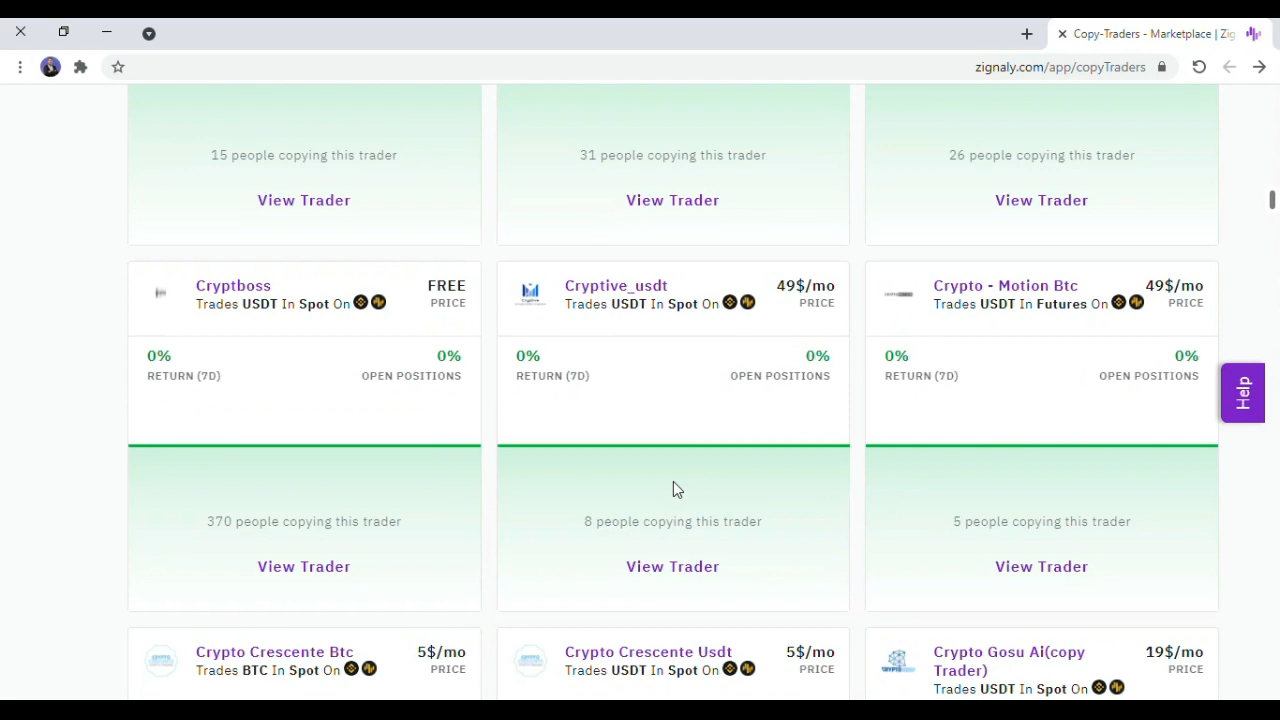 Copy-Traders - Marketplace | Zig
zignaly.com/app/copyTraders
15 people copying this trader
View Trader
31 people copying this trader
View Trader
26 people copying this trader
View Trader
Cryptboss
FREE
Trades USDT In Spot On
PRICE
0%
0%
RETURN (7D)
OPEN POSITIONS
370 people copying this trader
View Trader
Cryptive_usdt
49$/mo
Trades USDT In Spot On
PRICE
0%
0%
RETURN (7D)
OPEN POSITIONS
8 people copying this trader
View Trader
Crypto - Motion Btc
49$/mo
Trades USDT In Futures On
PRICE
0%
0%
RETURN (7D)
OPEN POSITIONS
5 people copying this trader
View Trader
Help
Crypto Crescente Btc
5$/mo
Trades BTC In Spot On
PRICE
Crypto Crescente Usdt
5$/mo
Trades USDT In Spot On
PRICE
Crypto Gosu Ai(copy
Trader)
19$/mo
PRICE
Trades USDT In Spot On